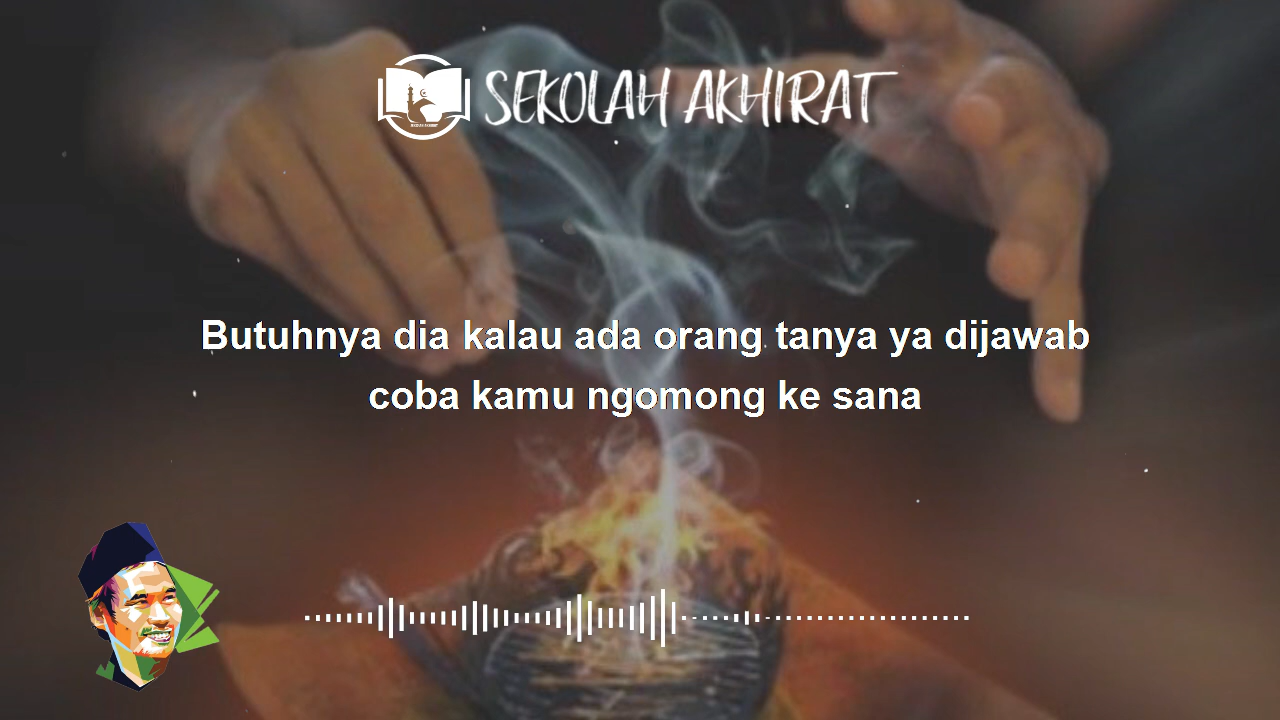 SEKOLAH AKHIRAT
Butuhnya dia kalau ada orang tanya ya dijawab
coba kamu ngomong ke sana